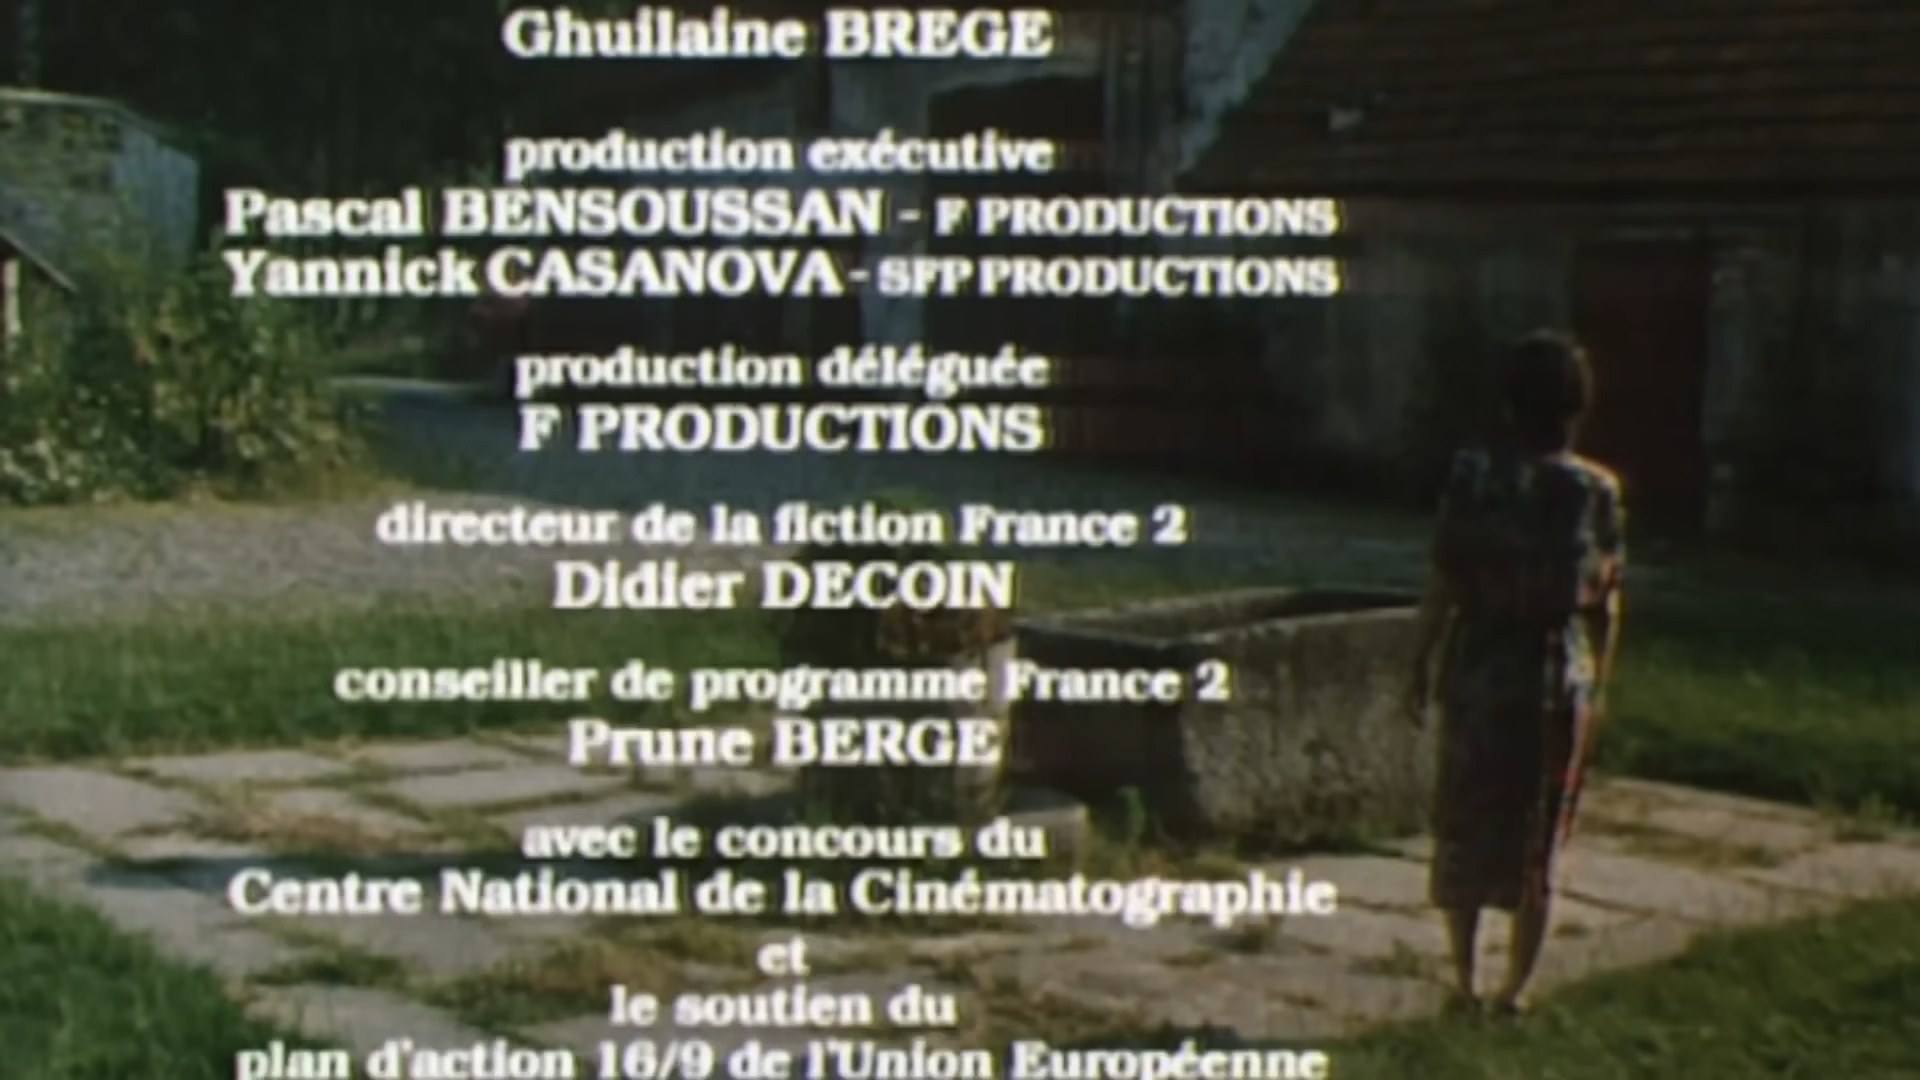 Ghuilaine BREGE
production exécutive
Pascal BENSOUSSAN - F PRODUCTIONS
Yannick CASANOVA - SFP PRODUCTIONS
production déléguée
F PRODUCTIONS
directeur de la fiction France 2
Didier DECOIN
conseiller de programme France 2
Prune BERGE
avec le concours du
Centre National de la Cinématographie
et
le soutien du
plan d'action 16/9 de l'Union Européenne